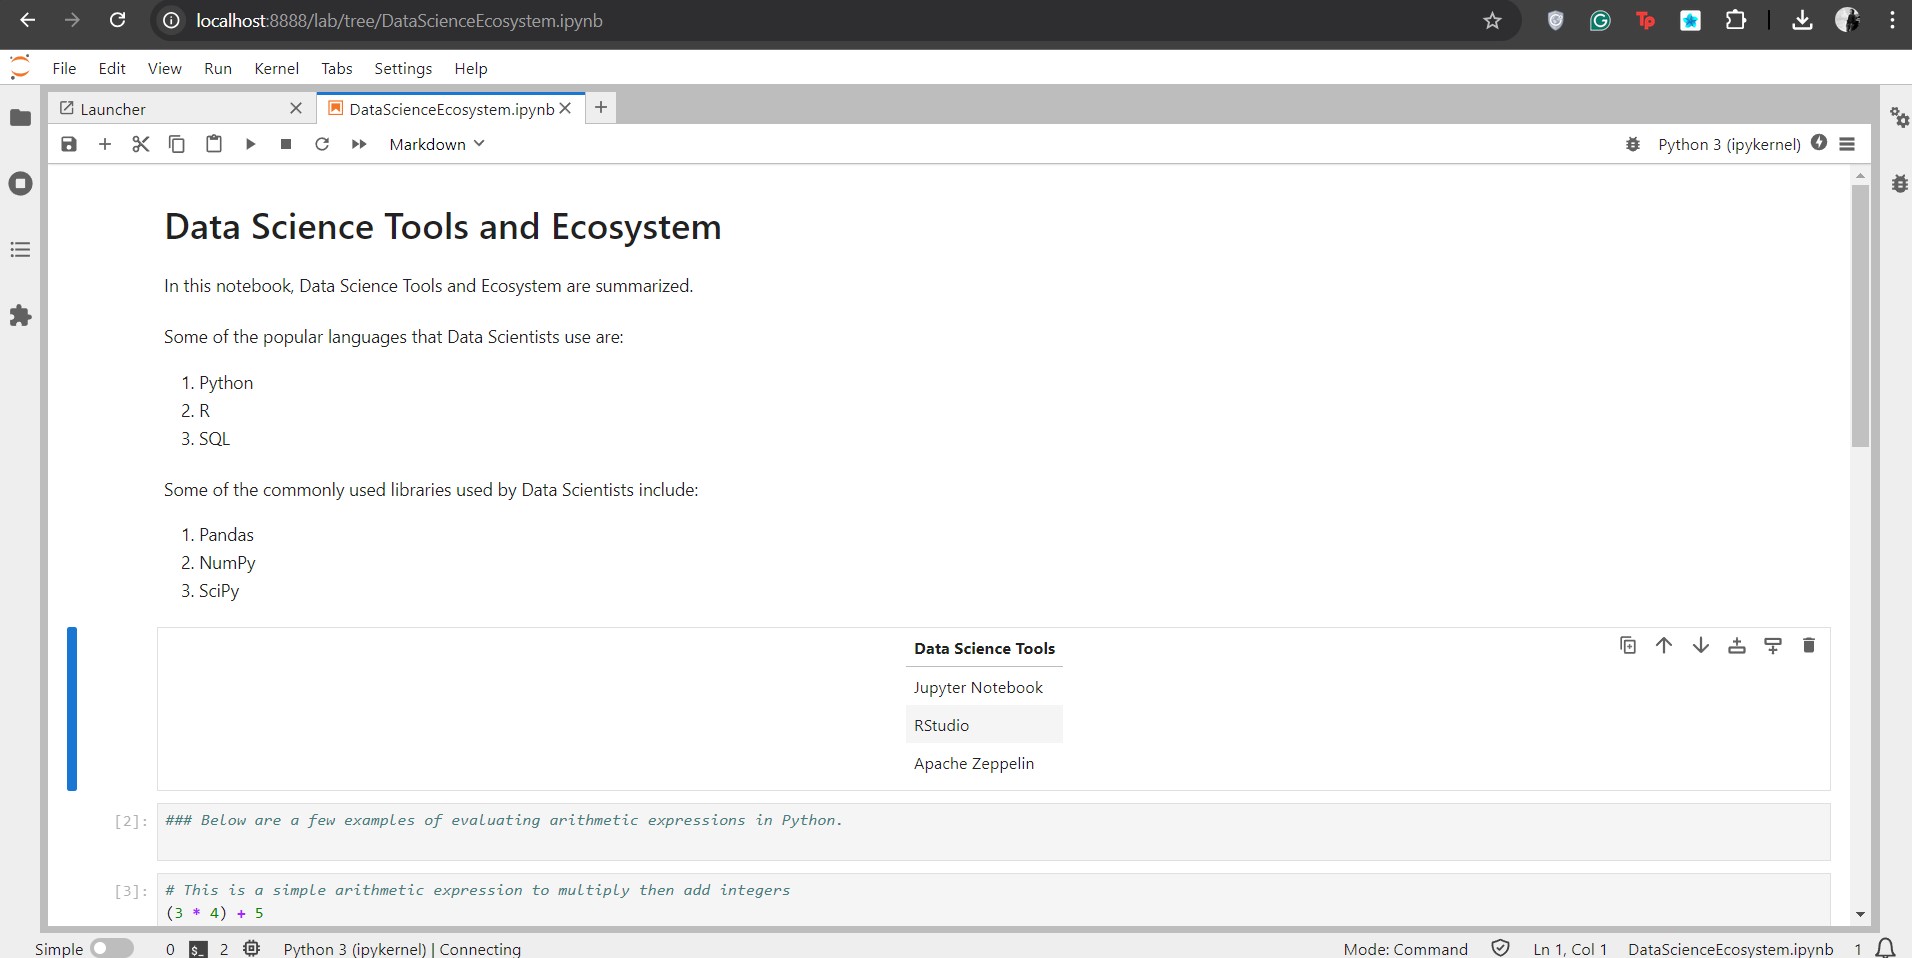 localhost:8888/lab/tree/DataScienceEcosystem.ipynb
File Edit View Run Kernel Tabs Settings Help
Launcher DataScienceEcosystem.ipynb
Markdown Python 3 (ipykernel)
Data Science Tools and Ecosystem
In this notebook, Data Science Tools and Ecosystem are summarized.
Some of the popular languages that Data Scientists use are:
1. Python
2. R
3. SQL
Some of the commonly used libraries used by Data Scientists include:
1. Pandas
2. NumPy
3. SciPy
Data Science Tools
Jupyter Notebook
RStudio
Apache Zeppelin
[2]: ### Below are a few examples of evaluating arithmetic expressions in Python.
[3]: # This is a simple arithmetic expression to multiply then add integers
(3 * 4) + 5
Simple 0 $_ 2 Python 3 (ipykernel) | Connecting Mode: Command Ln 1, Col 1 DataScienceEcosystem.ipynb 1